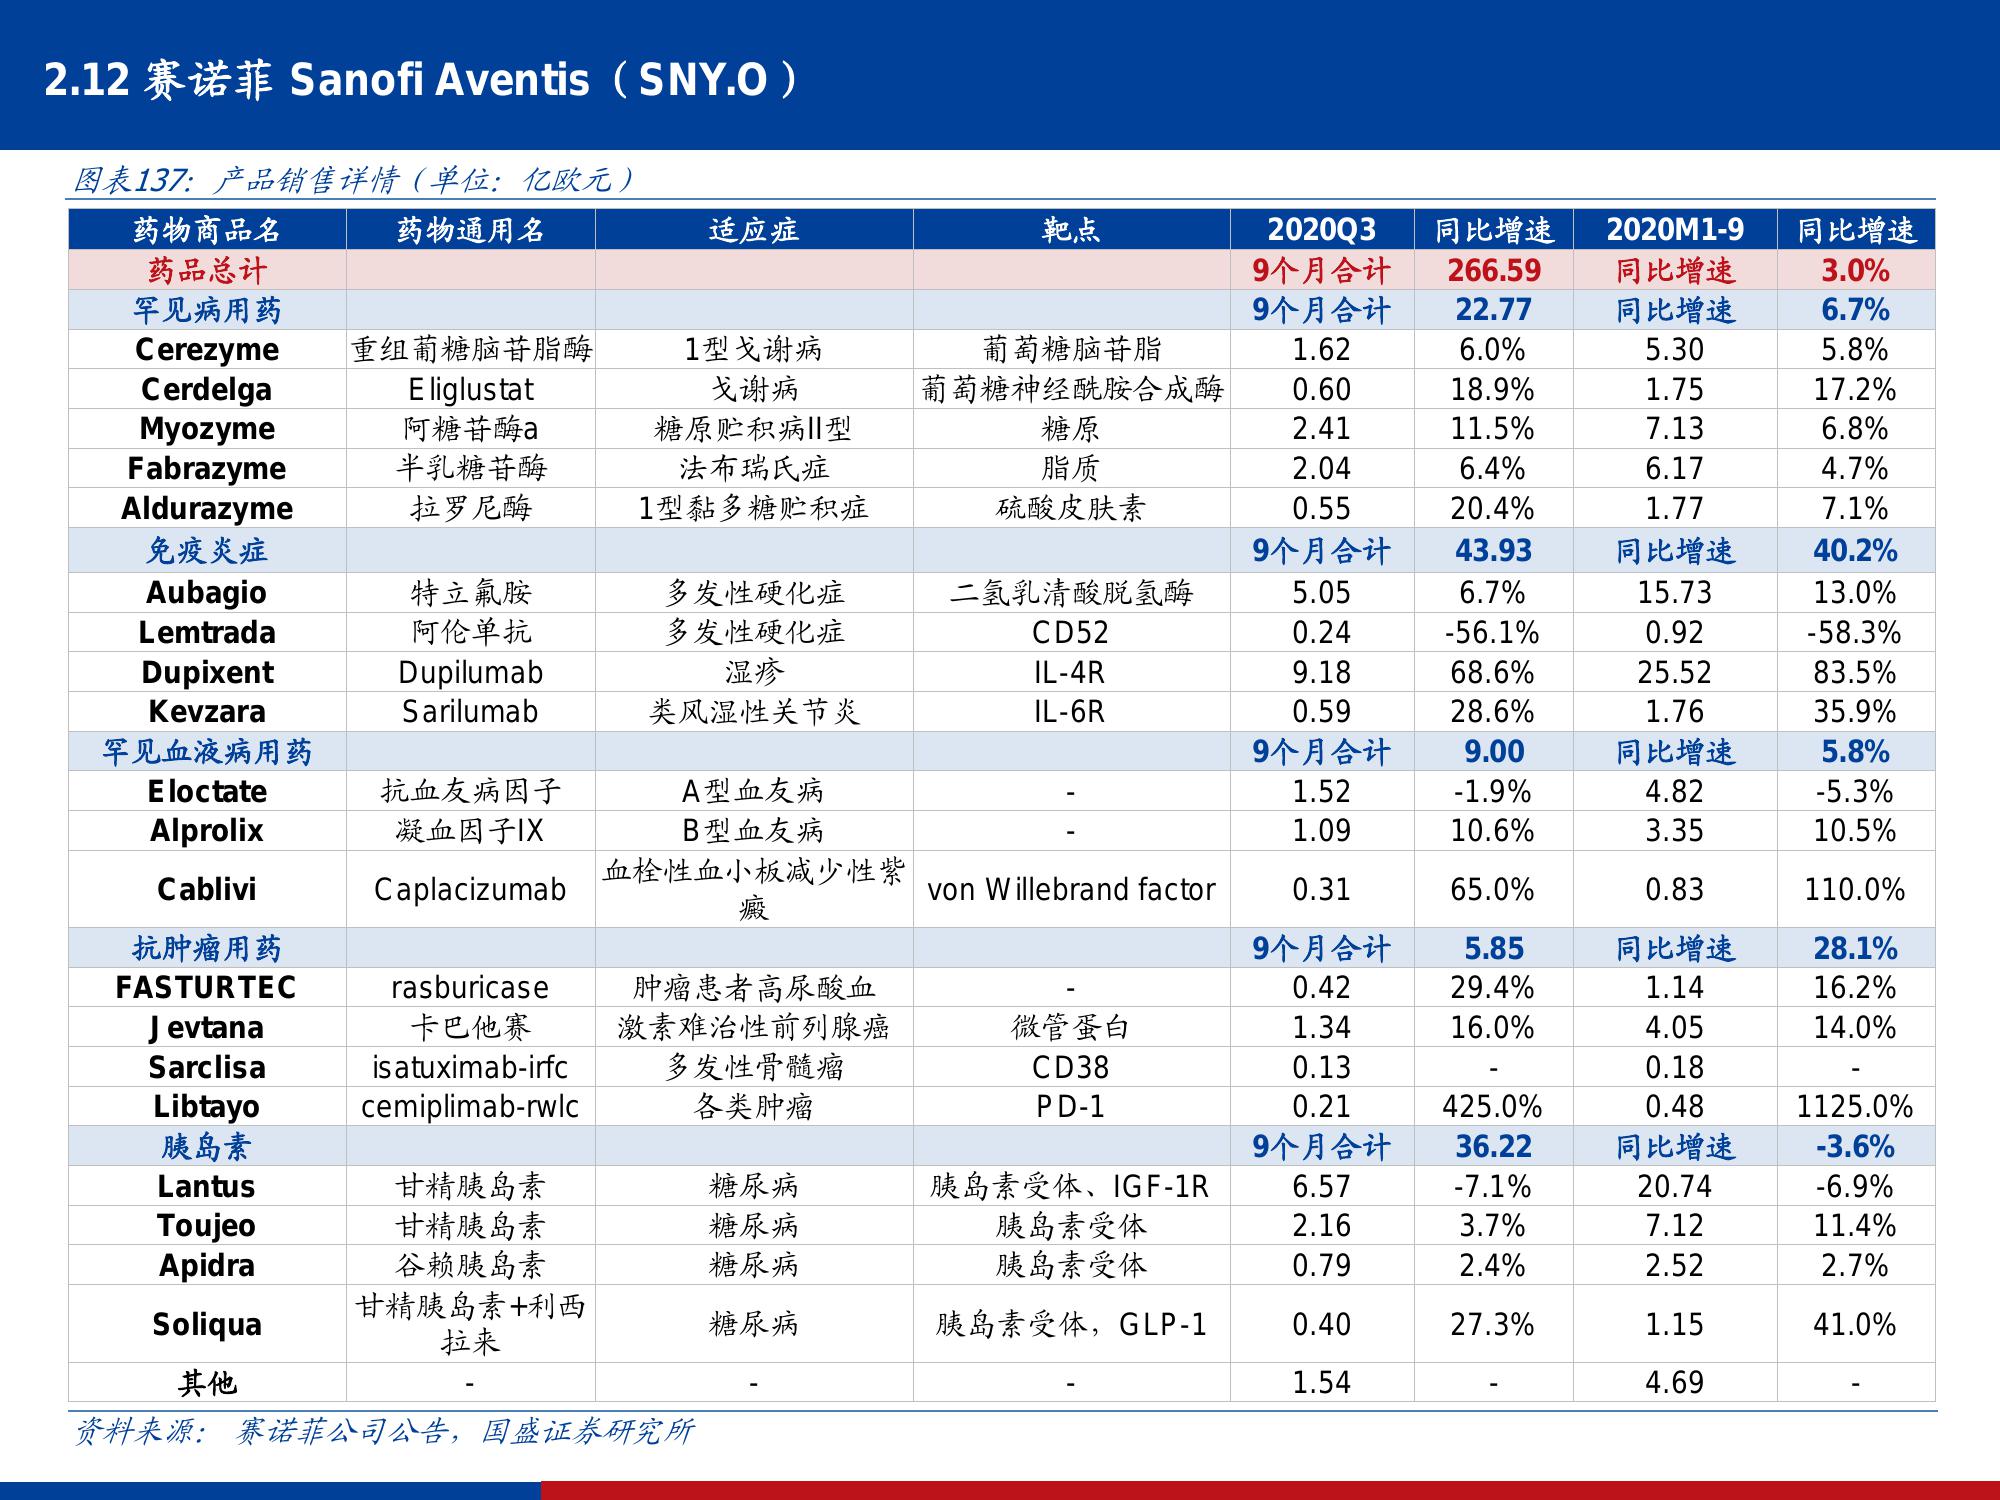 2.12 赛诺菲 Sanofi Aventis（SNY.O）
图表137: 产品销售详情（单位: 亿欧元）
药物商品名 药物通用名 适应症 靶点 2020Q3 同比增速 2020M1-9 同比增速
药品总计 9个月合计 266.59 同比增速 3.0%
罕见病用药 9个月合计 22.77 同比增速 6.7%
Cerezyme 重组葡糖脑苷脂酶 1型戈谢病 葡萄糖脑苷脂 1.62 6.0% 5.30 5.8%
Cerdelga Eliglustat 戈谢病 葡萄糖神经酰胺合成酶 0.60 18.9% 1.75 17.2%
Myozyme 阿糖苷酶a 糖原贮积病II型 糖原 2.41 11.5% 7.13 6.8%
Fabrazyme 半乳糖苷酶 法布瑞氏症 脂质 2.04 6.4% 6.17 4.7%
Aldurazyme 拉罗尼酶 1型黏多糖贮积症 硫酸皮肤素 0.55 20.4% 1.77 7.1%
免疫炎症 9个月合计 43.93 同比增速 40.2%
Aubagio 特立氟胺 多发性硬化症 二氢乳清酸脱氢酶 5.05 6.7% 15.73 13.0%
Lemtrada 阿伦单抗 多发性硬化症 CD52 0.24 -56.1% 0.92 -58.3%
Dupixent Dupilumab 湿疹 IL-4R 9.18 68.6% 25.52 83.5%
Kevzara Sarilumab 类风湿性关节炎 IL-6R 0.59 28.6% 1.76 35.9%
罕见血液病用药 9个月合计 9.00 同比增速 5.8%
Eloctate 抗血友病因子 A型血友病 - 1.52 -1.9% 4.82 -5.3%
Alprolix 凝血因子IX B型血友病 - 1.09 10.6% 3.35 10.5%
Cablivi Caplacizumab 血栓性血小板减少性紫
癜 von Willebrand factor 0.31 65.0% 0.83 110.0%
抗肿瘤用药 9个月合计 5.85 同比增速 28.1%
FASTURTEC rasburicase 肿瘤患者高尿酸血 - 0.42 29.4% 1.14 16.2%
Jevtana 卡巴他赛 激素难治性前列腺癌 微管蛋白 1.34 16.0% 4.05 14.0%
Sarclisa isatuximab-irfc 多发性骨髓瘤 CD38 0.13 - 0.18 -
Libtayo cemiplimab-rwlc 各类肿瘤 PD-1 0.21 425.0% 0.48 1125.0%
胰岛素 9个月合计 36.22 同比增速 -3.6%
Lantus 甘精胰岛素 糖尿病 胰岛素受体、IGF-1R 6.57 -7.1% 20.74 -6.9%
Toujeo 甘精胰岛素 糖尿病 胰岛素受体 2.16 3.7% 7.12 11.4%
Apidra 谷赖胰岛素 糖尿病 胰岛素受体 0.79 2.4% 2.52 2.7%
Soliqua 甘精胰岛素+利西
拉来 糖尿病 胰岛素受体，GLP-1 0.40 27.3% 1.15 41.0%
其他 - - - 1.54 - 4.69 -
资料来源: 赛诺菲公司公告，国盛证券研究所